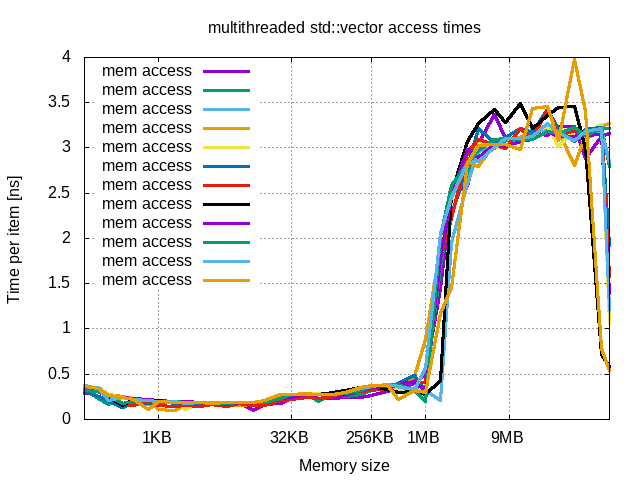 multithreaded std::vector access times
Time per item [ns]
4
3.5
3
2.5
2
1.5
1
0.5
0
mem access
mem access
mem access
mem access
mem access
mem access
mem access
mem access
mem access
mem access
mem access
mem access
1KB 32KB 256KB 1MB 9MB
Memory size